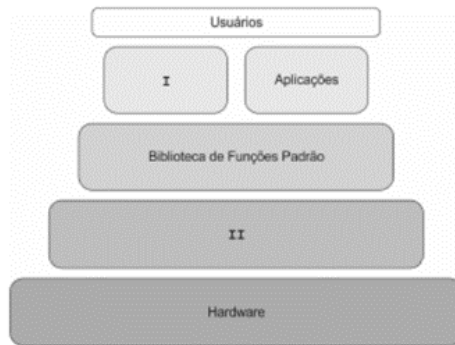 Usuários
I
Aplicações
Biblioteca de Funções Padrão
II
Hardware